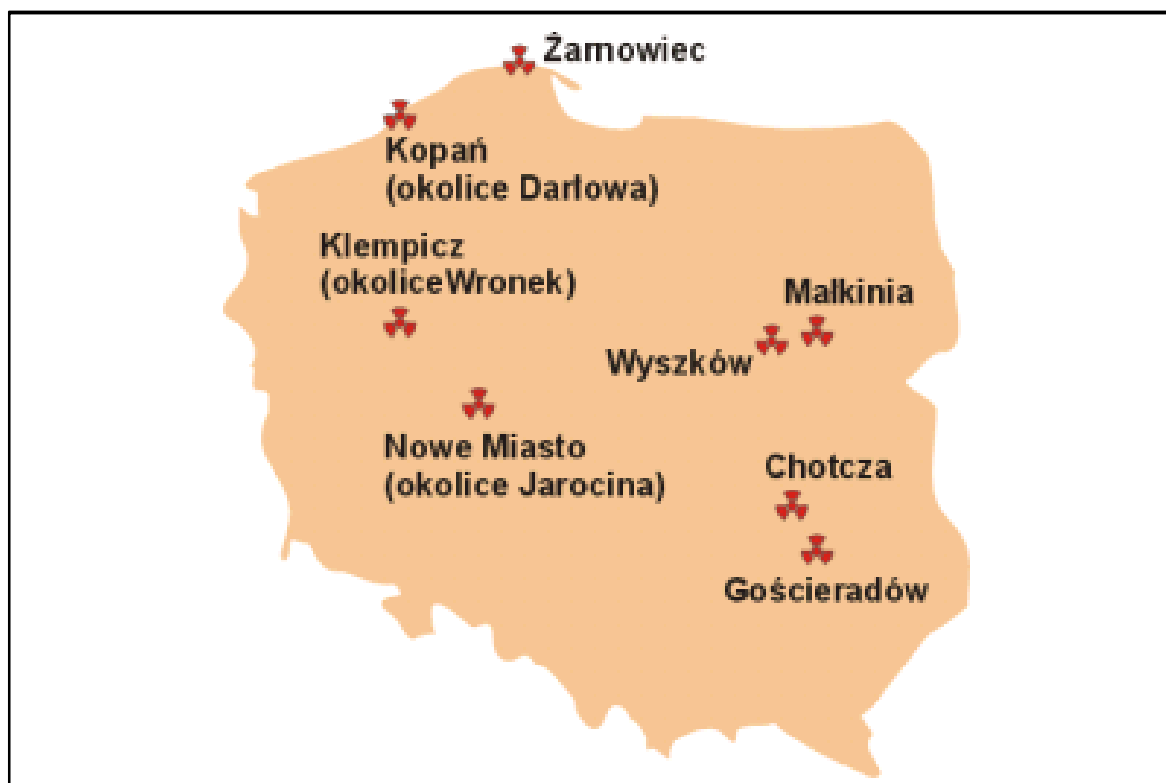 Żarnowiec
Kopań
(okolice Darłowa)
Klempicz
(okoliceWronek)
Małkinia
Wyszków
Nowe Miasto
(okolice Jarocina)
Chotcza
Gościeradów